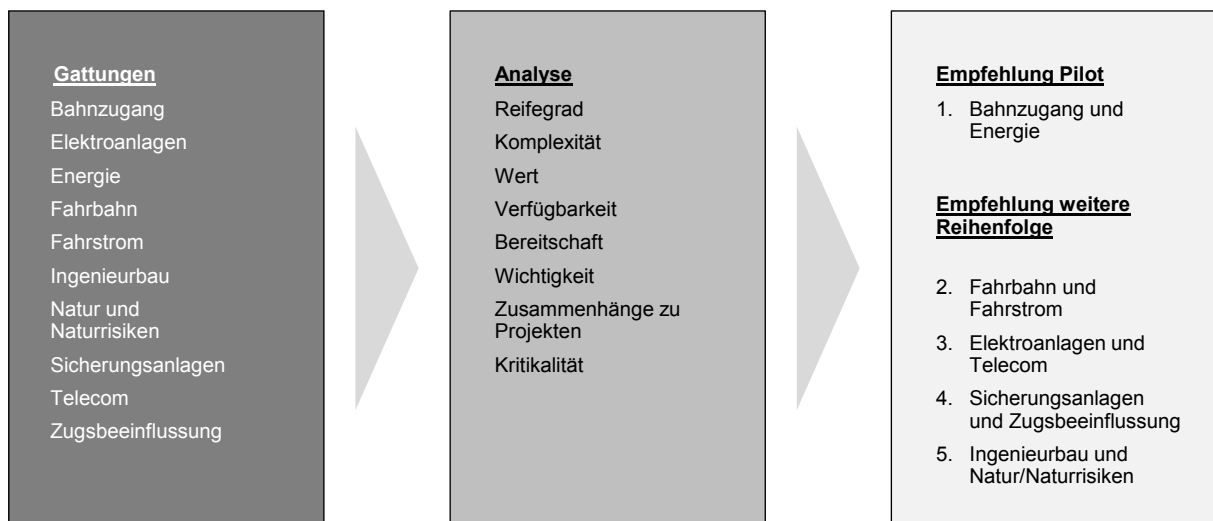 Gattungen
Bahnzugang
Elektroanlagen
Energie
Fahrbahn
Fahrstrom
Ingenieurbau
Natur und
Naturrisiken
Sicherungsanlagen
Telecom
Zugsbeeinflussung
Analyse
Reifegrad
Komplexität
Wert
Verfügbarkeit
Bereitschaft
Wichtigkeit
Zusammenhänge zu
Projekten
Kritikalität
Empfehlung Pilot
1. Bahnzugang und
Energie
Empfehlung weitere
Reihenfolge
2. Fahrbahn und
Fahrstrom
3. Elektroanlagen und
Telecom
4. Sicherungsanlagen
und Zugsbeeinflussung
5. Ingenieurbau und
Natur/Naturrisiken